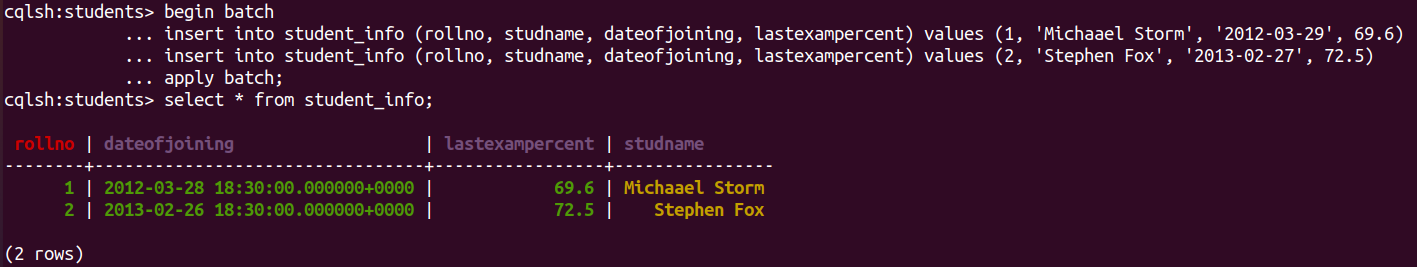 cqlsh:students> begin batch
... insert into student_info (rollno, studname, dateofjoining, lastexampercent) values (1, 'Michaael Storm', '2012-03-29', 69.6)
... insert into student_info (rollno, studname, dateofjoining, lastexampercent) values (2, 'Stephen Fox', '2013-02-27', 72.5)
... apply batch;
cqlsh:students> select * from student_info;
rollno | dateofjoining | lastexampercent | studname
--------+---------------------------------+-----------------+----------------
1 | 2012-03-28 18:30:00.000000+0000 | 69.6 | Michaael Storm
2 | 2013-02-26 18:30:00.000000+0000 | 72.5 | Stephen Fox
(2 rows)